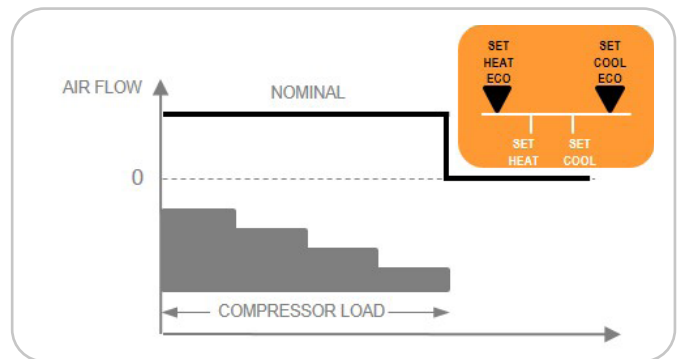 AIR FLOW
NOMINAL
0
COMPRESSOR LOAD
SET
HEAT
ECO
SET
COOL
ECO
SET
HEAT
SET
COOL